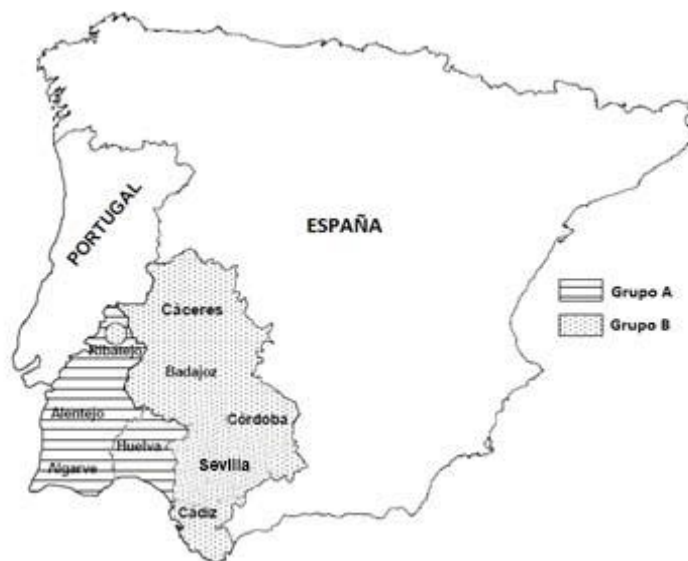 PORTUGAL
ESPAÑA
Cáceres
Grupo A
Grupo B
Ribatejo
Badajoz
Alentejo
Córdoba
Huelva
Algarve
Sevilla
Cádiz